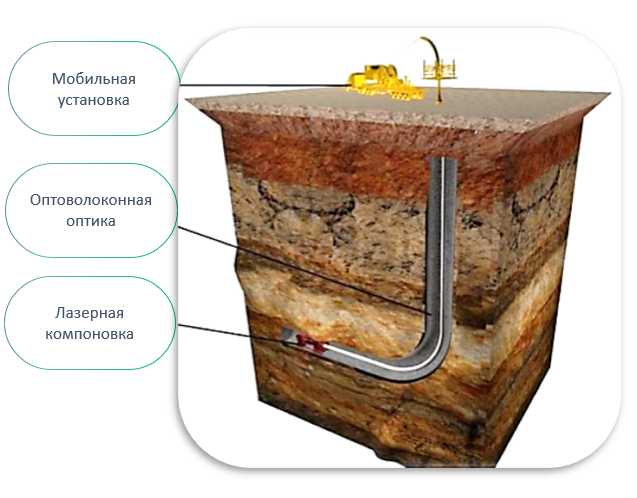 Мобильная
установка
Оптоволоконная
оптика
Лазерная
компоновка